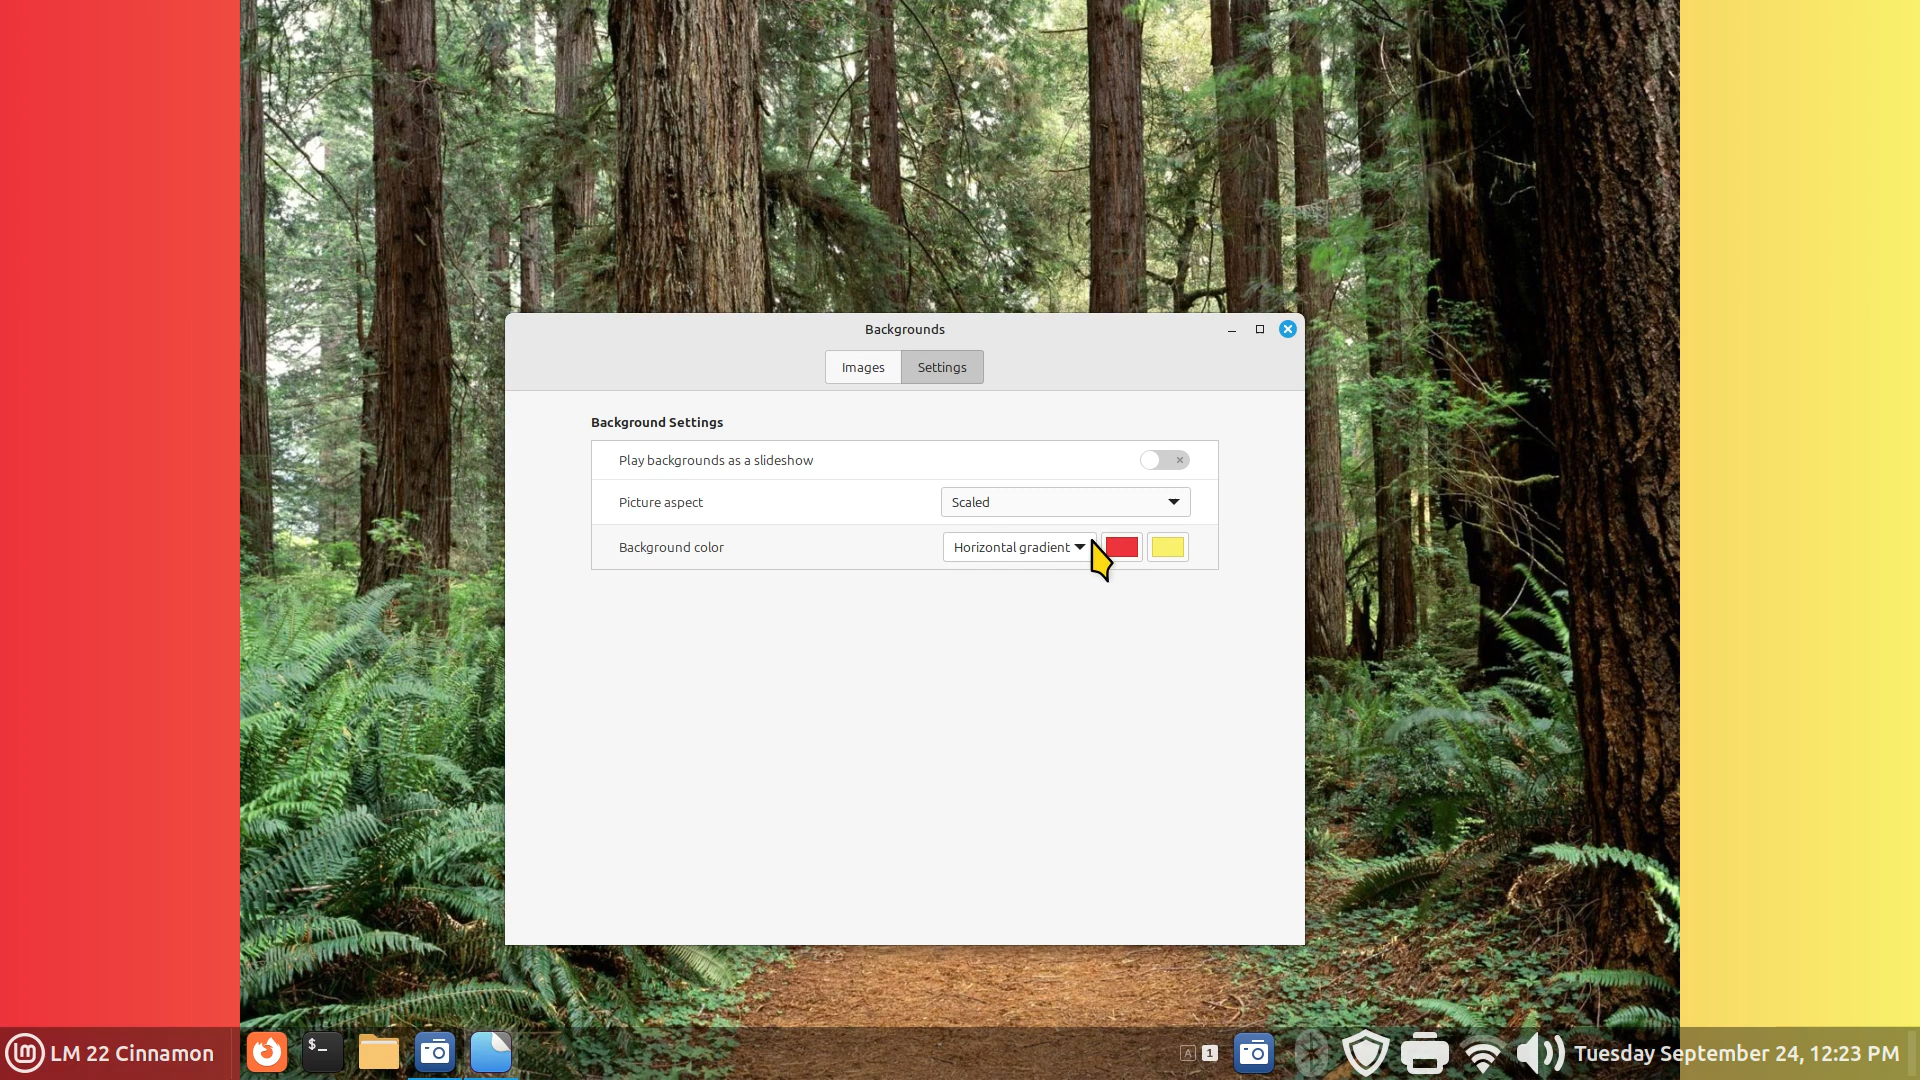 Backgrounds
Images Settings
Background Settings
Play backgrounds as a slideshow
Picture aspect Scaled
Background color Horizontal gradient
LM 22 Cinnamon $_ A 1 Tuesday September 24, 12:23 PM